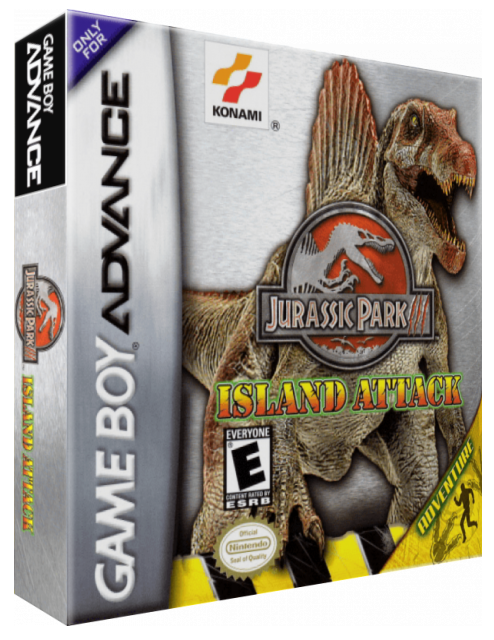 GAME BOY
ADVANCE
JURASSIC PARK III
ISLAND ATTACK
ONLY
FOR
GAME BOY ADVANCE
KONAMI
®
JURASSIC PARK III
ISLAND ATTACK
EVERYONE
E
CONTENT RATED BY
ESRB
Official
Nintendo
Seal of Quality
ADVENTURE